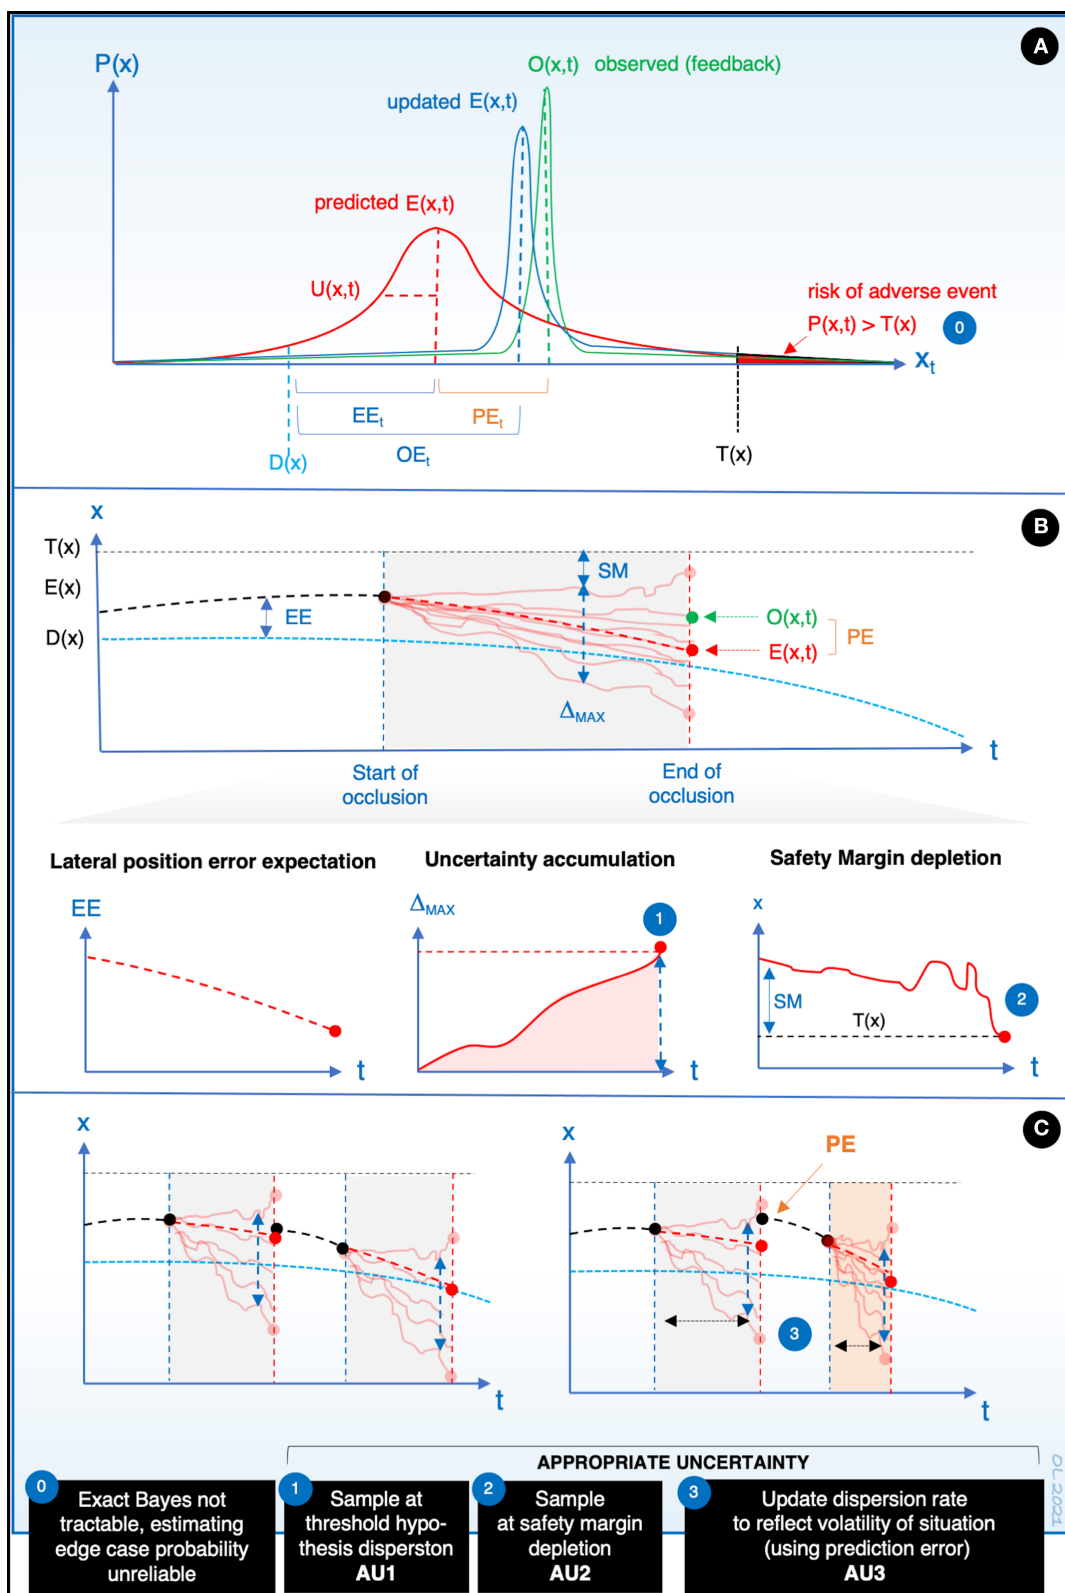 A
P(x)
O(x,t) observed (feedback)
updated E(x,t)
predicted E(x,t)
U(x,t)
risk of adverse event
P(x,t) > T(x)
0
xt
EEt
PEt
OEt
D(x)
T(x)
B
x
T(x)
E(x)
D(x)
EE
SM
O(x,t)
E(x,t)
PE
ΔMAX
t
Start of
occlusion
End of
occlusion
Lateral position error expectation
EE
t
Uncertainty accumulation
ΔMAX
1
t
Safety Margin depletion
x
SM
T(x)
2
t
C
x
t
x
PE
3
t
APPROPRIATE UNCERTAINTY
OL 2021
0
Exact Bayes not
tractable, estimating
edge case probability
unreliable
1
Sample at
threshold hypo-
thesis disperston
AU1
2
Sample
at safety margin
depletion
AU2
3
Update dispersion rate
to reflect volatility of situation
(using prediction error)
AU3